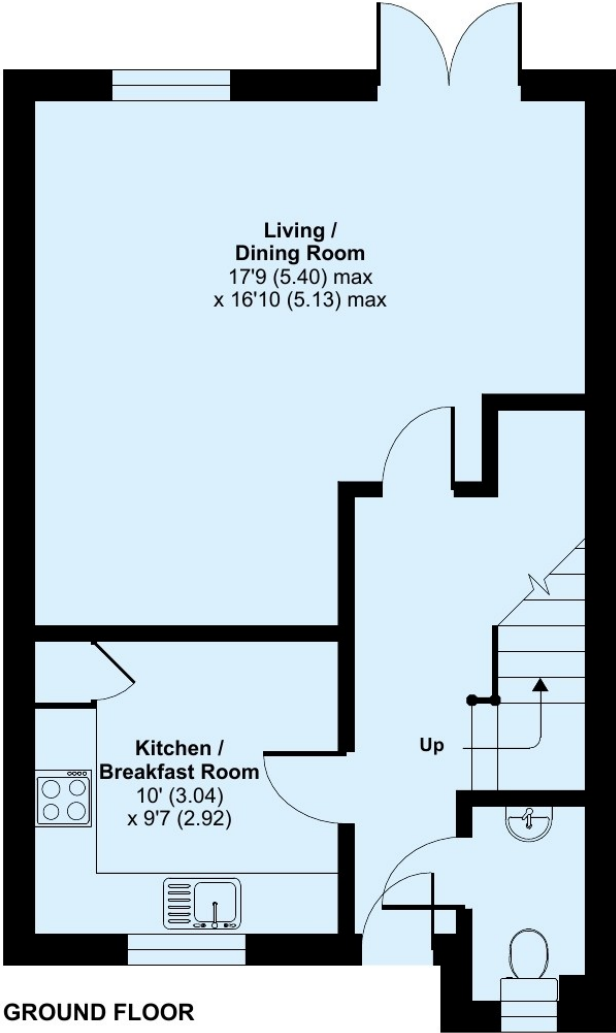 Living /
Dining Room
17'9 (5.40) max
x 16'10 (5.13) max
Kitchen /
Breakfast Room
10' (3.04)
x 9'7 (2.92)
Up
GROUND FLOOR